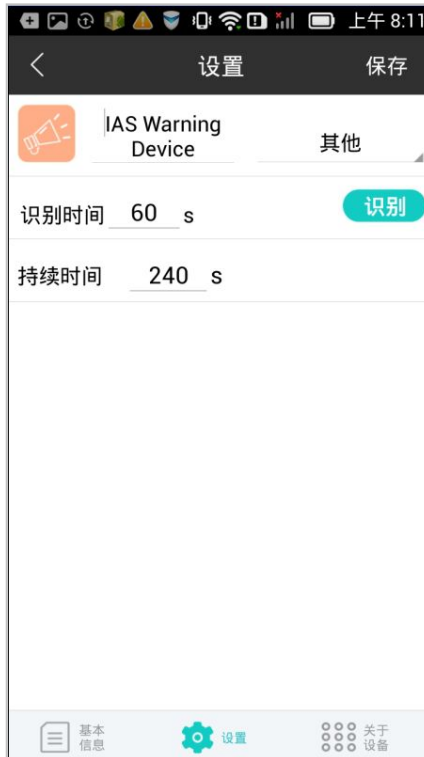 上午 8:11
设置
保存
IAS Warning
Device
其他
识别时间 60 s
识别
持续时间 240 s
基本
信息
设置
关于
设备